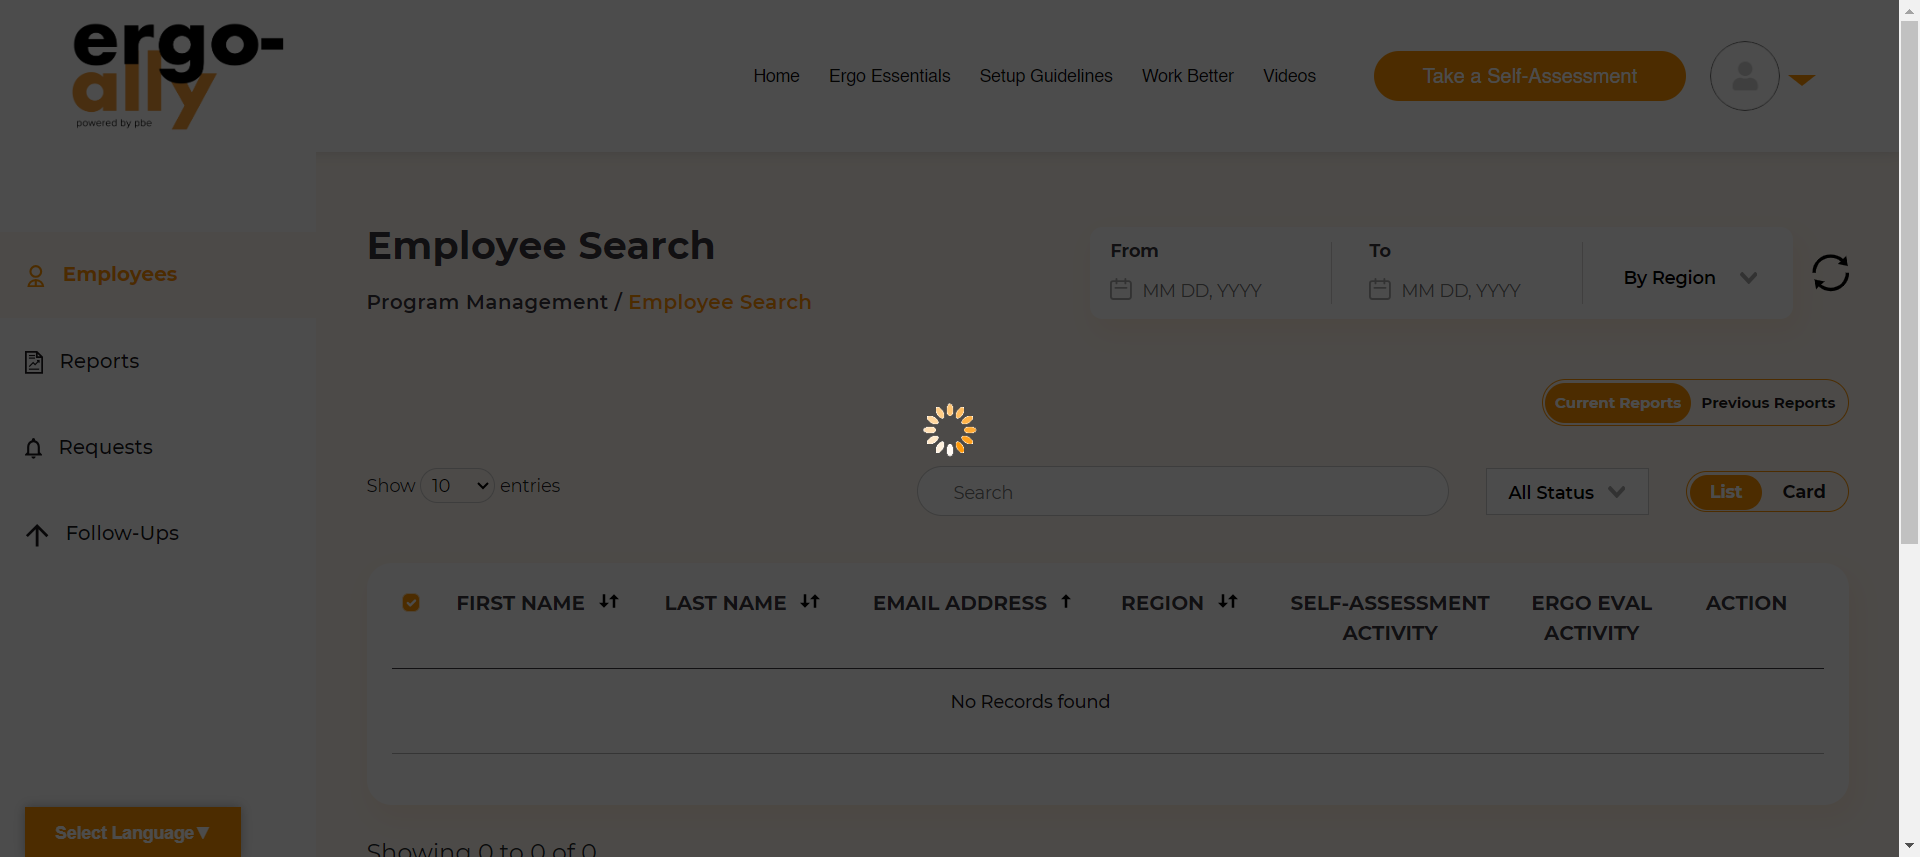 ergo-
ally
powered by pbe
Home
Ergo Essentials
Setup Guidelines
Work Better
Videos
Take a Self-Assessment
Employees
Reports
Requests
Follow-Ups
Select Language▼
Employee Search
Program Management / Employee Search
From
MM DD, YYYY
To
MM DD, YYYY
By Region
Current Reports
Previous Reports
Show 10 entries
Search
All Status
List
Card
FIRST NAME
LAST NAME
EMAIL ADDRESS
REGION
SELF-ASSESSMENT
ACTIVITY
ERGO EVAL
ACTIVITY
ACTION
No Records found
Showing 0 to 0 of 0